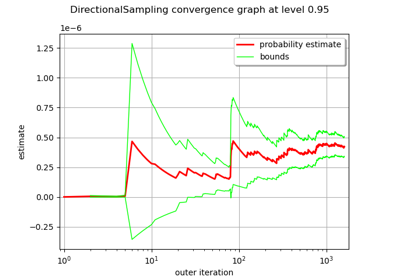 DirectionalSampling convergence graph at level 0.95
1e−6
probability estimate
bounds
1.25
1.00
0.75
0.50
0.25
0.00
−0.25
estimate
10⁰
10¹
10²
10³
outer iteration